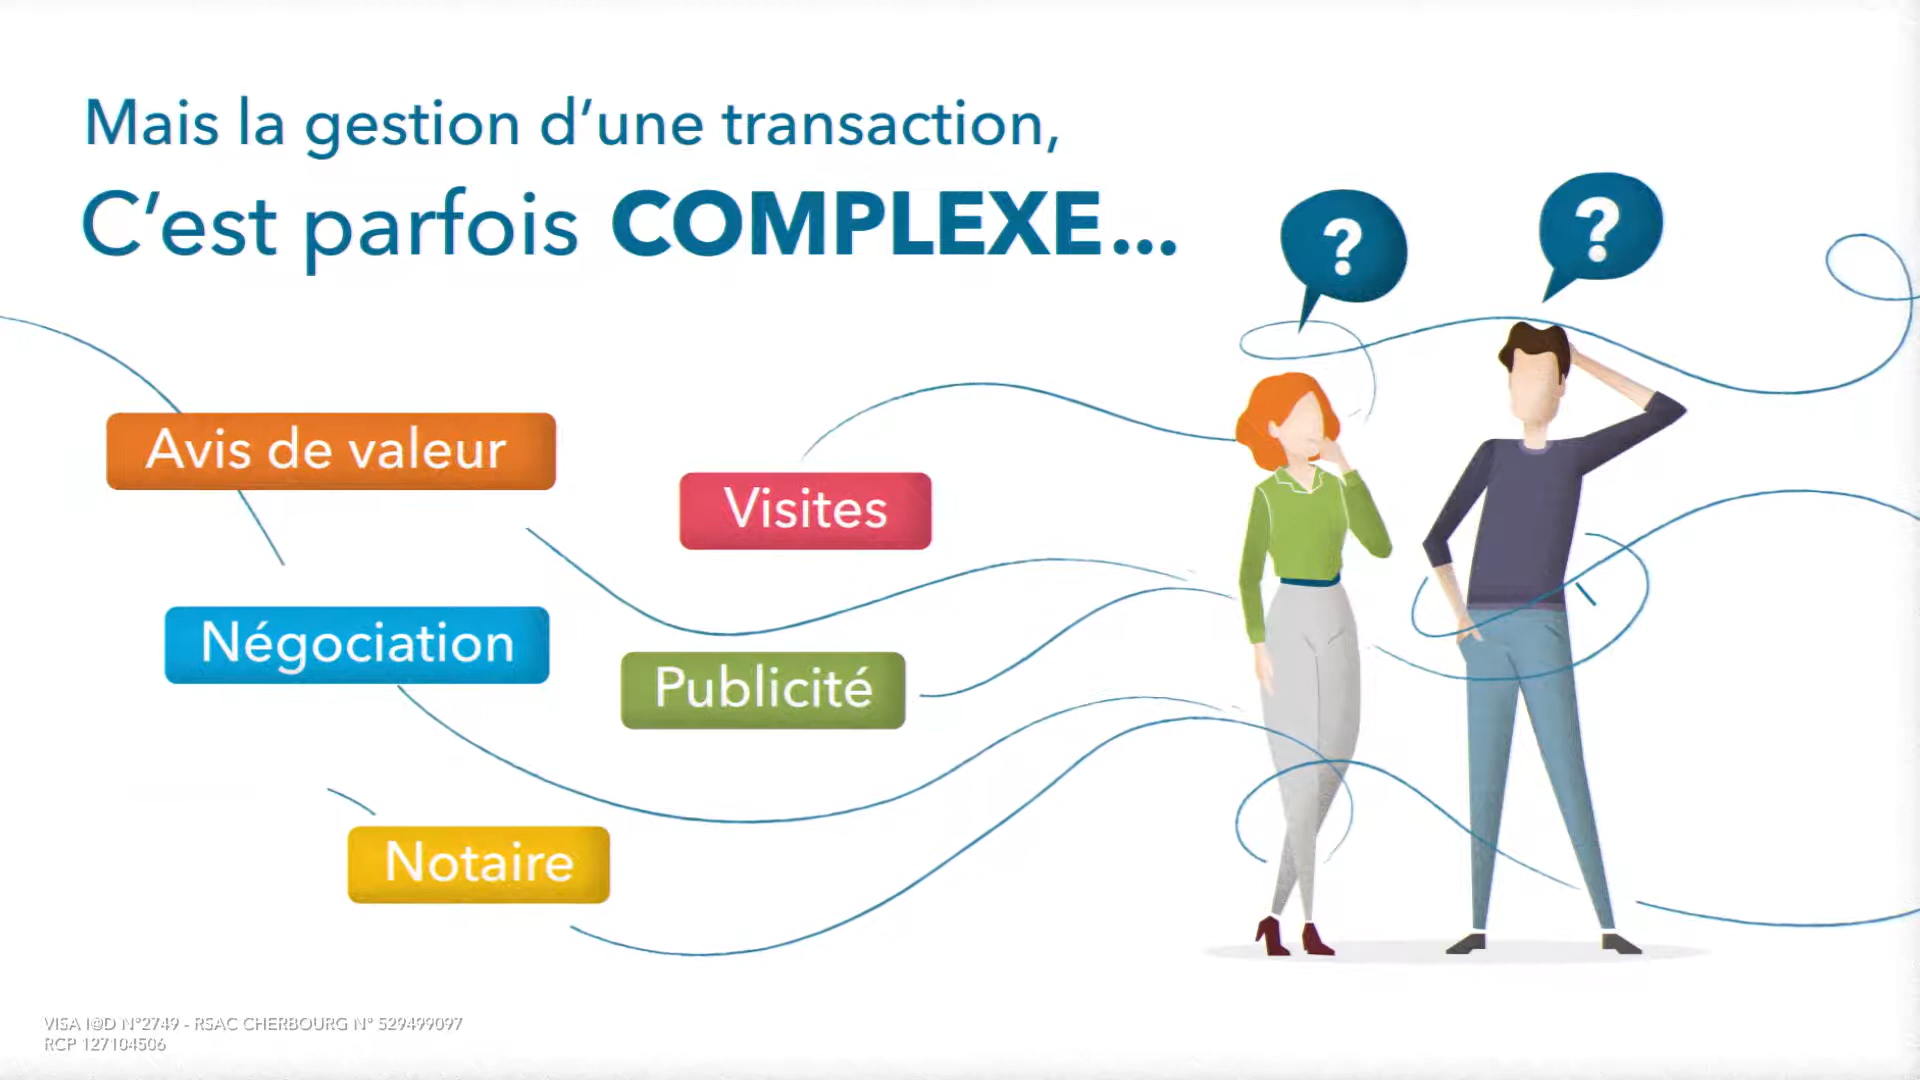 Mais la gestion d’une transaction,
C’est parfois COMPLEXE...
?
?
Avis de valeur
Visites
Négociation
Publicité
Notaire
VISA I@D N°2749 - RSAC CHERBOURG N° 529499097
RCP 127104506